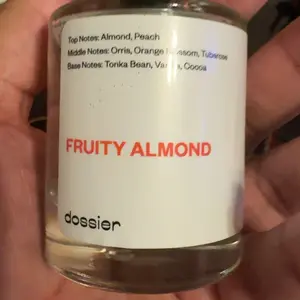 Top Notes: Almond, Peach
Middle Notes: Orris, Orange Blossom, Tuberose
Base Notes: Tonka Bean, Vanilla, Cocoa
FRUITY ALMOND
dossier